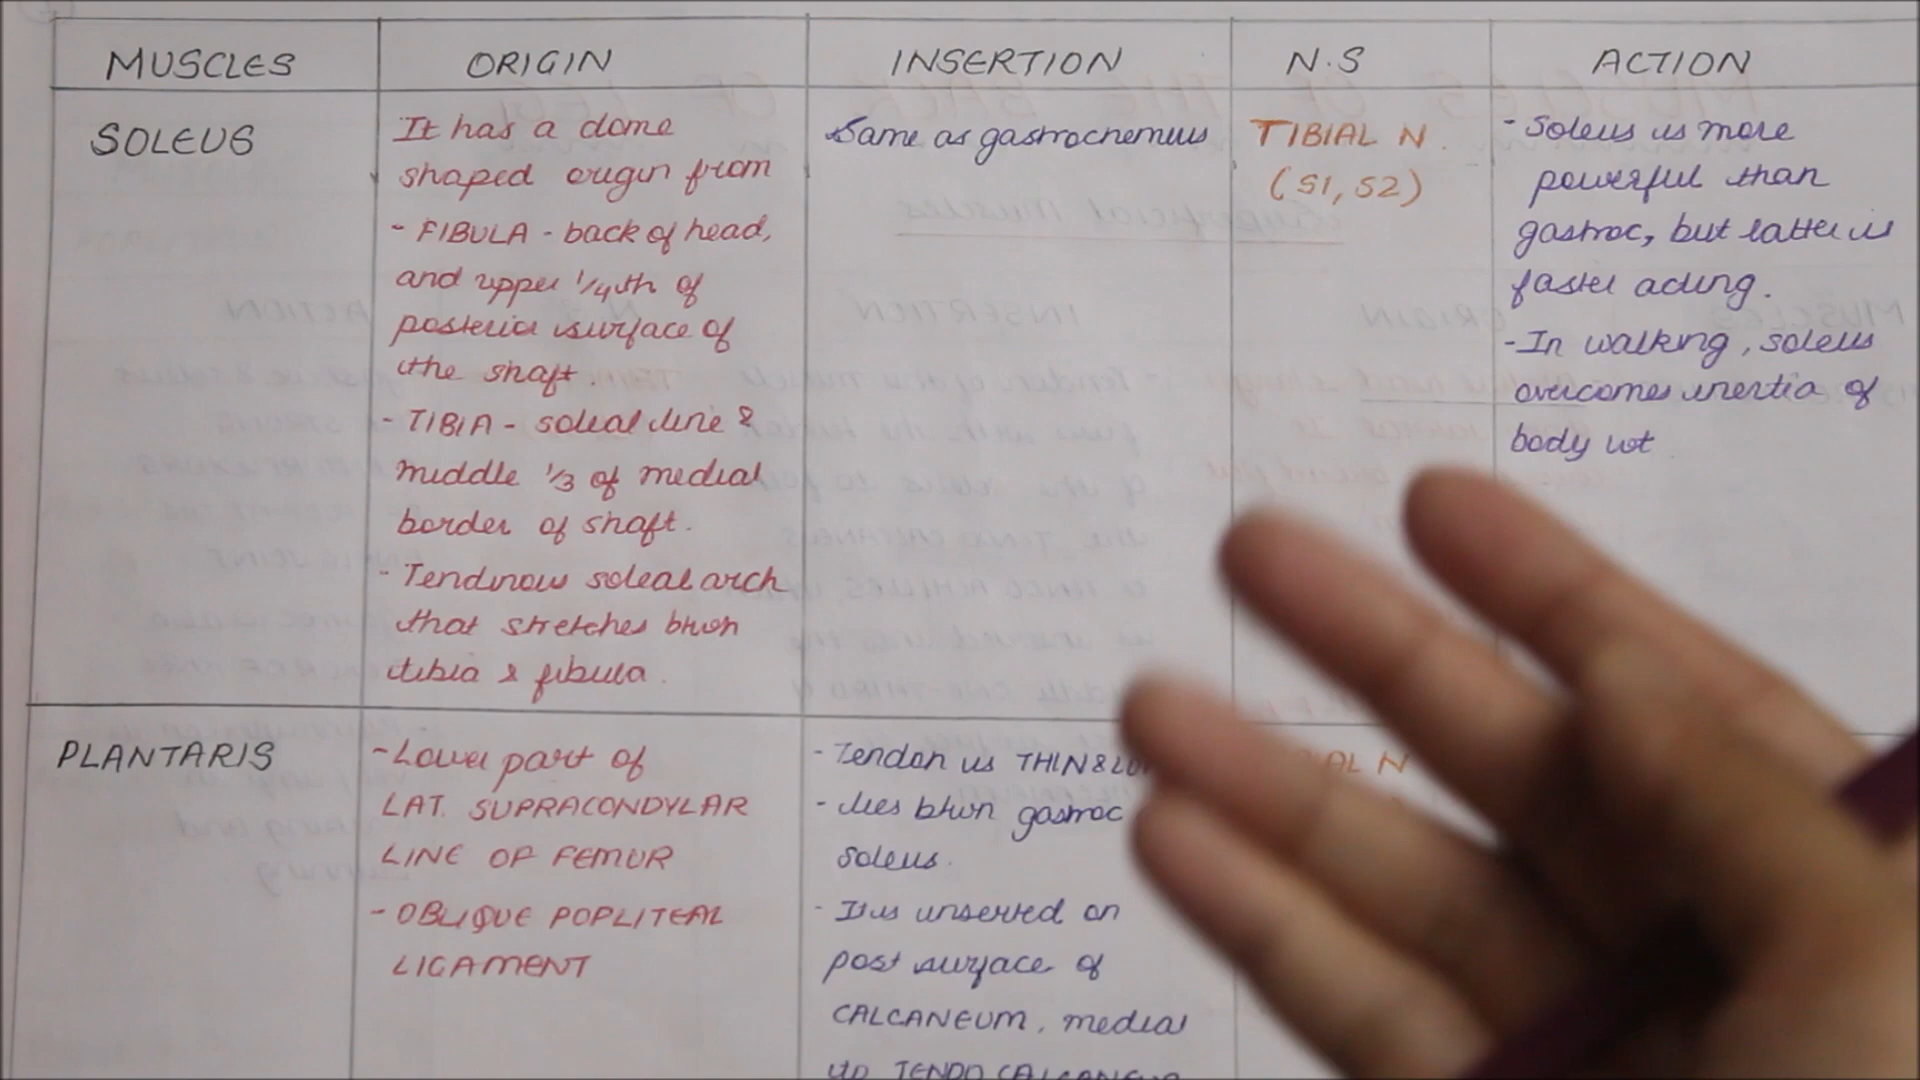 MUSCLES ORIGIN INSERTION N.S ACTION
SOLEUS
It has a dome
shaped origin from
- FIBULA - back of head,
and upper 1/4th of
posterior surface of
the shaft.
- TIBIA - soleal line &
middle 1/3 of medial
border of shaft.
- Tendinous soleal arch
that stretches btwn
tibia & fibula.
Same as gastrocnemius
TIBIAL N.
(S1, S2)
- Soleus is more
powerful than
gastroc, but latter is
faster acting.
- In walking, soleus
overcomes inertia of
body wt
PLANTARIS
- Lower part of
LAT. SUPRACONDYLAR
LINE OF FEMUR
- OBLIQUE POPLITEAL
LIGAMENT
- Tendon is THIN &
- lies btwn gastroc
soleus.
- It is inserted on
post surface of
CALCANEUM, medial
to TENDO CALCANEUS
N